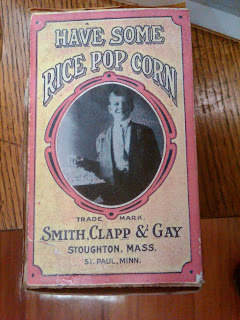 HAVE SOME
RICE POP CORN
TRADE MARK.
SMITH, CLAPP & GAY
STOUGHTON, MASS.
ST. PAUL, MINN.